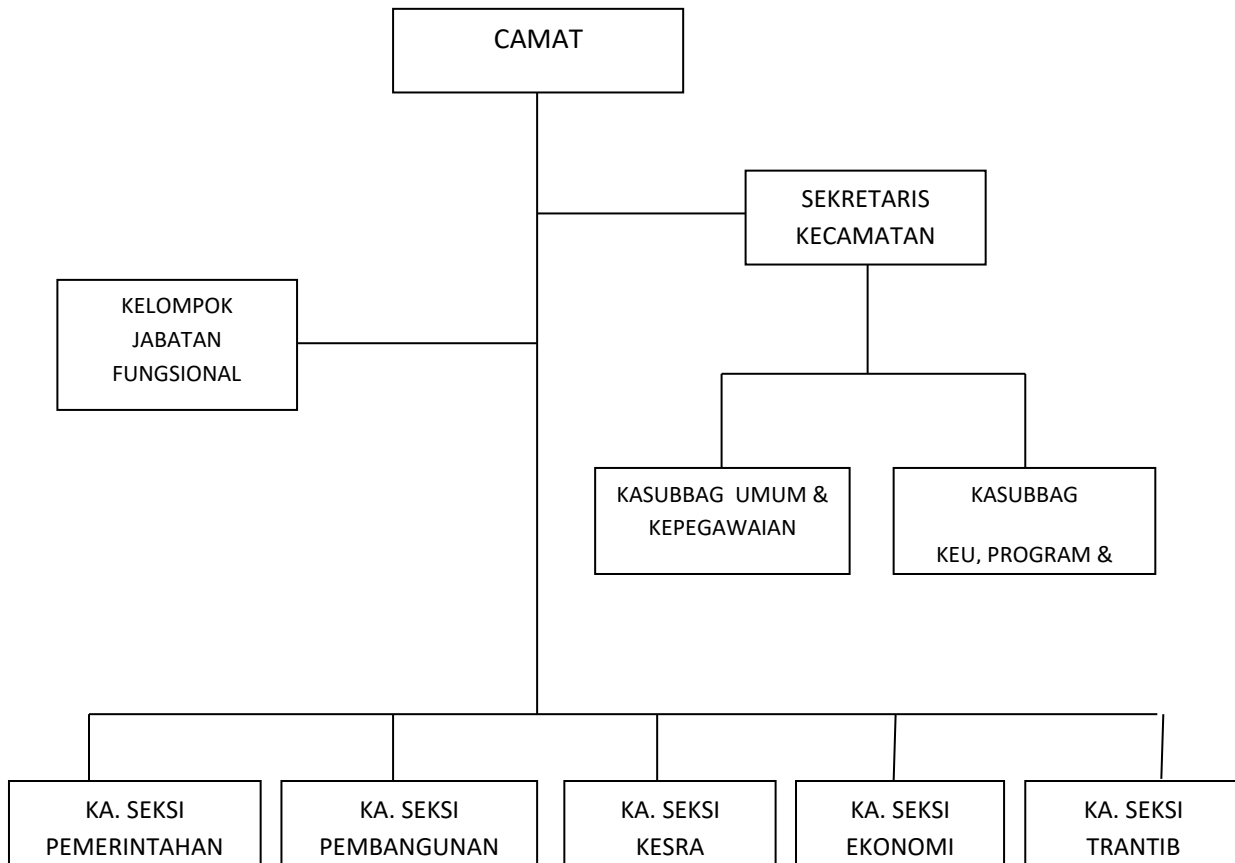 CAMAT
SEKRETARIS
KECAMATAN
KELOMPOK
JABATAN
FUNGSIONAL
KASUBBAG UMUM &
KEPEGAWAIAN
KASUBBAG
KEU, PROGRAM &
KA. SEKSI
PEMERINTAHAN
KA. SEKSI
PEMBANGUNAN
KA. SEKSI
KESRA
KA. SEKSI
EKONOMI
KA. SEKSI
TRANTIB